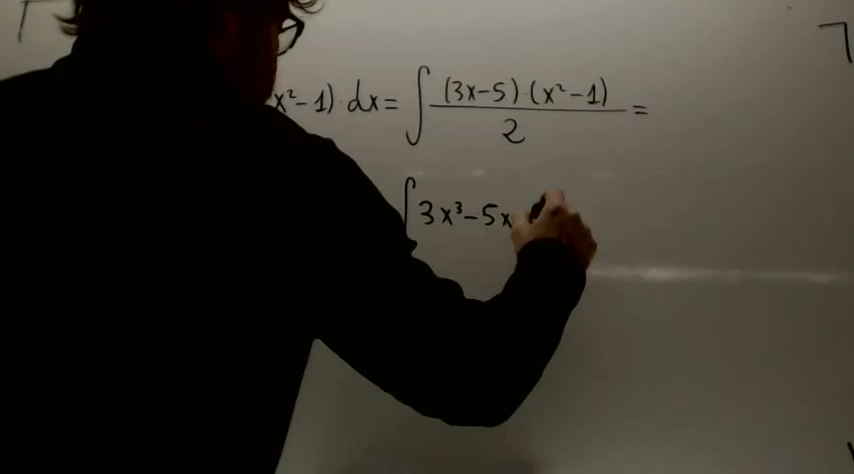 x²-1) dx = ∫ (3x-5)·(x²-1) / 2 =
∫ 3x³-5x